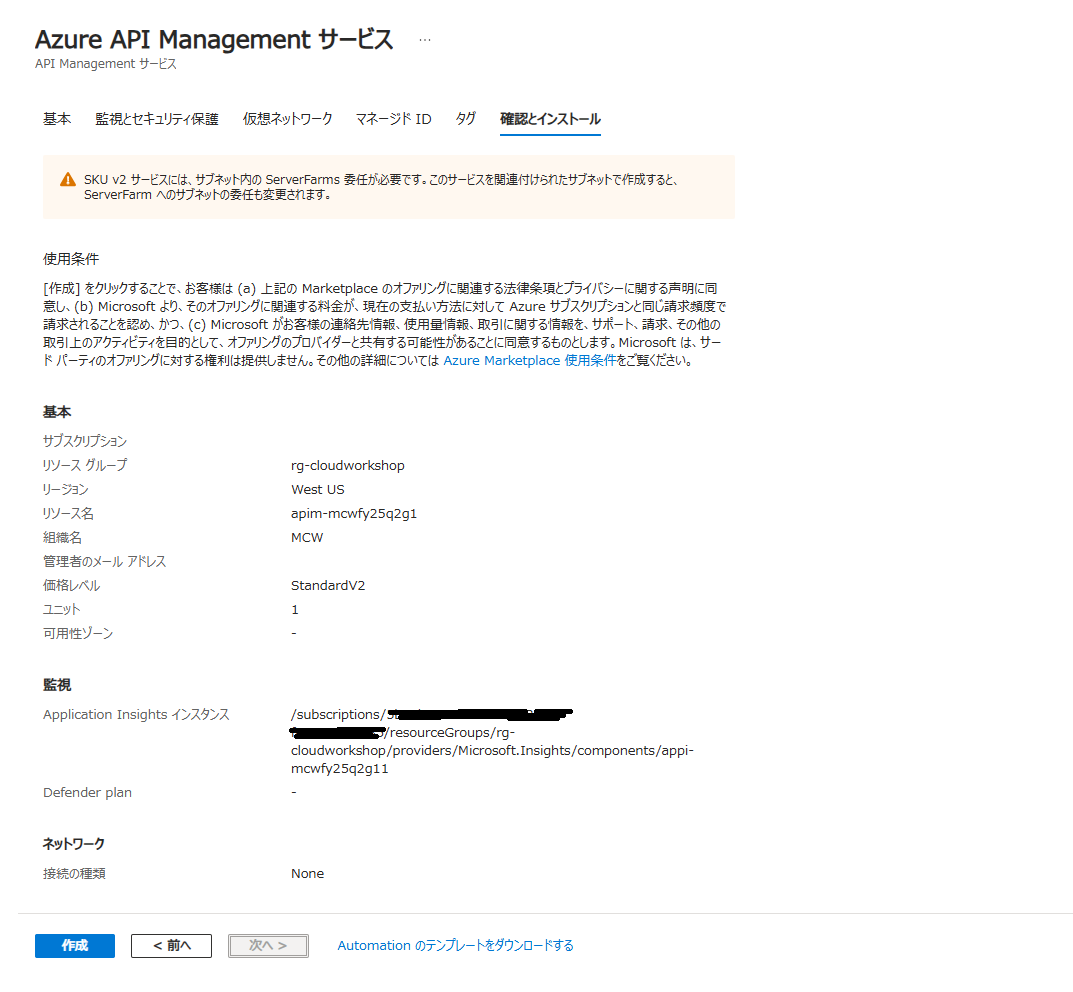 Azure API Management サービス …
API Management サービス
基本 監視とセキュリティ保護 仮想ネットワーク マネージド ID タグ 確認とインストール
SKU v2 サービスには、サブネット内の ServerFarms 委任が必要です。このサービスを関連付けられたサブネットで作成すると、
ServerFarm へのサブネットの委任も変更されます。
使用条件
[作成] をクリックすることで、お客様は (a) 上記の Marketplace のオファリングに関連する法律条項とプライバシーに関する声明に同
意し、(b) Microsoft より、そのオファリングに関連する料金が、現在の支払い方法に対して Azure サブスクリプションと同じ請求頻度で
請求されることを認め、かつ、(c) Microsoft がお客様の連絡先情報、使用量情報、取引に関する情報を、サポート、請求、その他の
取引上のアクティビティを目的として、オファリングのプロバイダーと共有する可能性があることに同意するものとします。Microsoft は、サー
ド パーティのオファリングに対する権利は提供しません。その他の詳細については Azure Marketplace 使用条件をご覧ください。
基本
サブスクリプション
リソース グループ rg-cloudworkshop
リージョン West US
リソース名 apim-mcwfy25q2g1
組織名 MCW
管理者のメール アドレス
価格レベル StandardV2
ユニット 1
可用性ゾーン -
監視
Application Insights インスタンス /subscriptions/
/resourceGroups/rg-
cloudworkshop/providers/Microsoft.Insights/components/appi-
mcwfy25q2g11
Defender plan -
ネットワーク
接続の種類 None
作成 < 前へ 次へ > Automation のテンプレートをダウンロードする